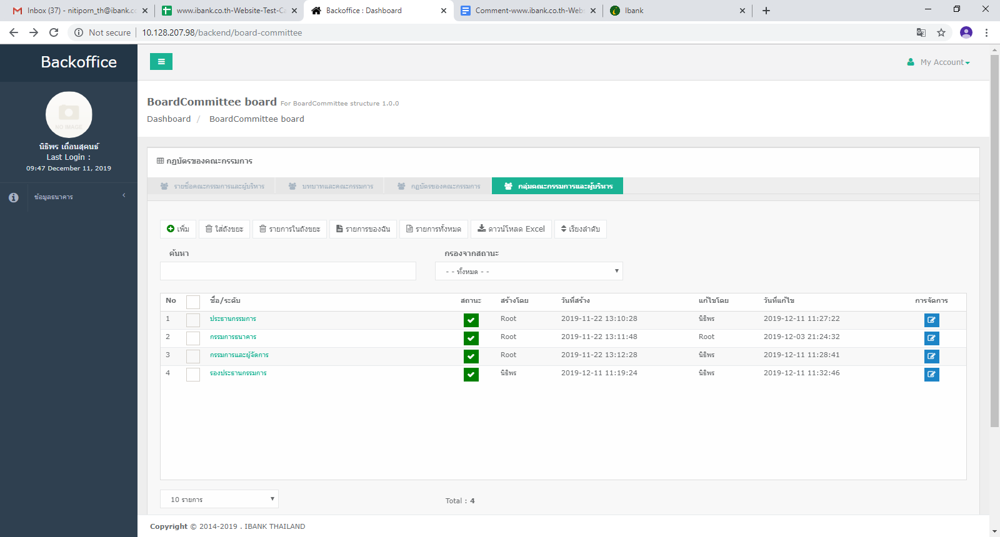 Inbox (37) - nitiporn_th@ibank.co
www.ibank.co.th-Website-Test-Ca
Backoffice : Dashboard
Comment-www.ibank.co.th-Webs
Ibank
Not secure
10.128.207.98/backend/board-committee
Backoffice
My Account
NO IMAGE
นิธิพร เถื่อนสุคนธ์
Last Login :
09:47 December 11, 2019
ข้อมูลธนาคาร
BoardCommittee board For BoardCommittee structure 1.0.0
Dashboard / BoardCommittee board
กฏบัตรของคณะกรรมการ
รายชื่อคณะกรรมการและผู้บริหาร
บทบาทและคณะกรรมการ
กฏบัตรของคณะกรรมการ
กลุ่มคณะกรรมการและผู้บริหาร
เพิ่ม
ใส่ถังขยะ
รายการในถังขยะ
รายการของฉัน
รายการทั้งหมด
ดาวน์โหลด Excel
เรียงลำดับ
ค้นหา
กรองจากสถานะ
- - ทั้งหมด - -
No ชื่อ/ระดับ สถานะ สร้างโดย วันที่สร้าง แก้ไขโดย วันที่แก้ไข การจัดการ
1 ประธานกรรมการ Root 2019-11-22 13:10:28 นิธิพร 2019-12-11 11:27:22
2 กรรมการธนาคาร Root 2019-11-22 13:11:48 Root 2019-12-03 21:24:32
3 กรรมการและผู้จัดการ Root 2019-11-22 13:12:28 นิธิพร 2019-12-11 11:28:41
4 รองประธานกรรมการ นิธิพร 2019-12-11 11:19:24 นิธิพร 2019-12-11 11:32:46
10 รายการ
Total : 4
Copyright © 2014-2019 . IBANK THAILAND